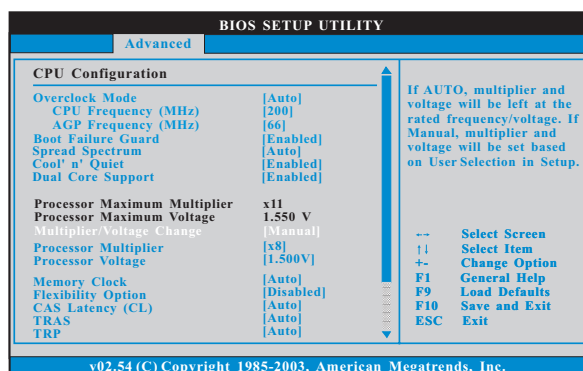 BIOS SETUP UTILITY
Advanced
CPU Configuration
Overclock Mode [Auto]
CPU Frequency (MHz) [200]
AGP Frequency (MHz) [66]
Boot Failure Guard [Enabled]
Spread Spectrum [Auto]
Cool' n' Quiet [Enabled]
Dual Core Support [Enabled]
Processor Maximum Multiplier x11
Processor Maximum Voltage 1.550 V
Multiplier/Voltage Change [Manual]
Processor Multiplier [x8]
Processor Voltage [1.500V]
Memory Clock [Auto]
Flexibility Option [Disabled]
CAS Latency (CL) [Auto]
TRAS [Auto]
TRP [Auto]
If AUTO, multiplier and
voltage will be left at the
rated frequency/voltage. If
Manual, multiplier and
voltage will be set based
on User Selection in Setup.
←→ Select Screen
↑↓ Select Item
+- Change Option
F1 General Help
F9 Load Defaults
F10 Save and Exit
ESC Exit
v02.54 (C) Copyright 1985-2003, American Megatrends, Inc.